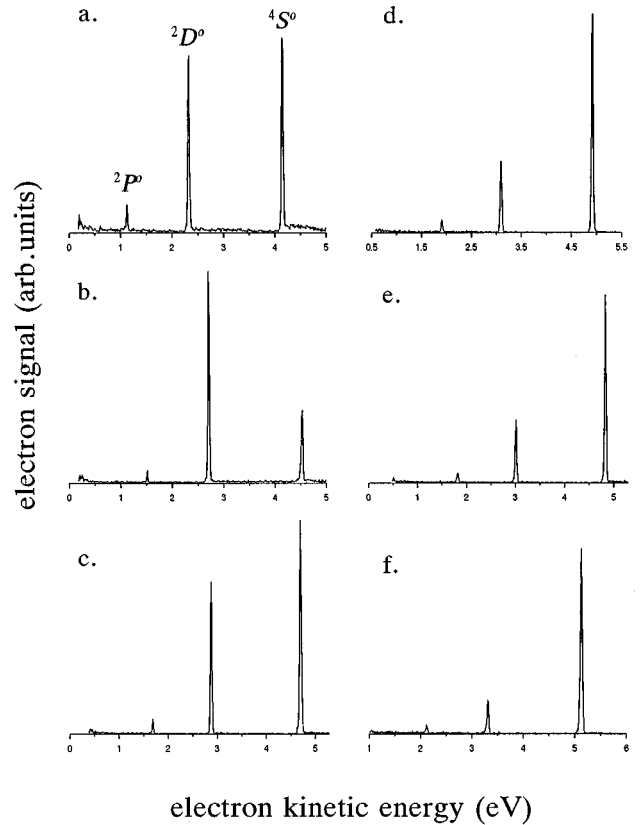 a.
²Pº
²Dº
⁴Sº
0 1 2 3 4 5
d.
0.5 1.5 2.5 3.5 4.5 5.5
b.
0 1 2 3 4 5
e.
0 1 2 3 4 5
c.
0 1 2 3 4 5
f.
1 2 3 4 5 6
electron signal (arb.units)
electron kinetic energy (eV)